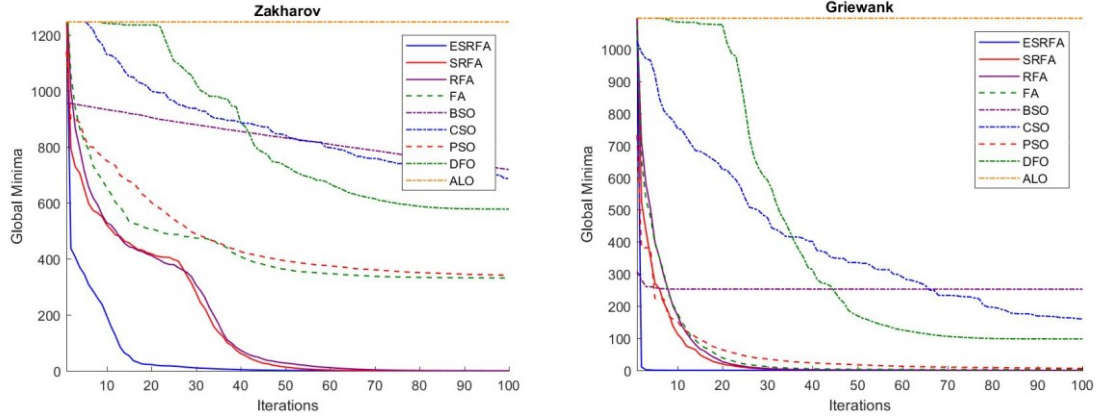 Zakharov
Global Minima
1200
1000
800
600
400
200
0
10 20 30 40 50 60 70 80 90 100
Iterations
ESRFA
SRFA
RFA
FA
BSO
CSO
PSO
DFO
ALO
Griewank
Global Minima
1000
900
800
700
600
500
400
300
200
100
0
10 20 30 40 50 60 70 80 90 100
Iterations
ESRFA
SRFA
RFA
FA
BSO
CSO
PSO
DFO
ALO